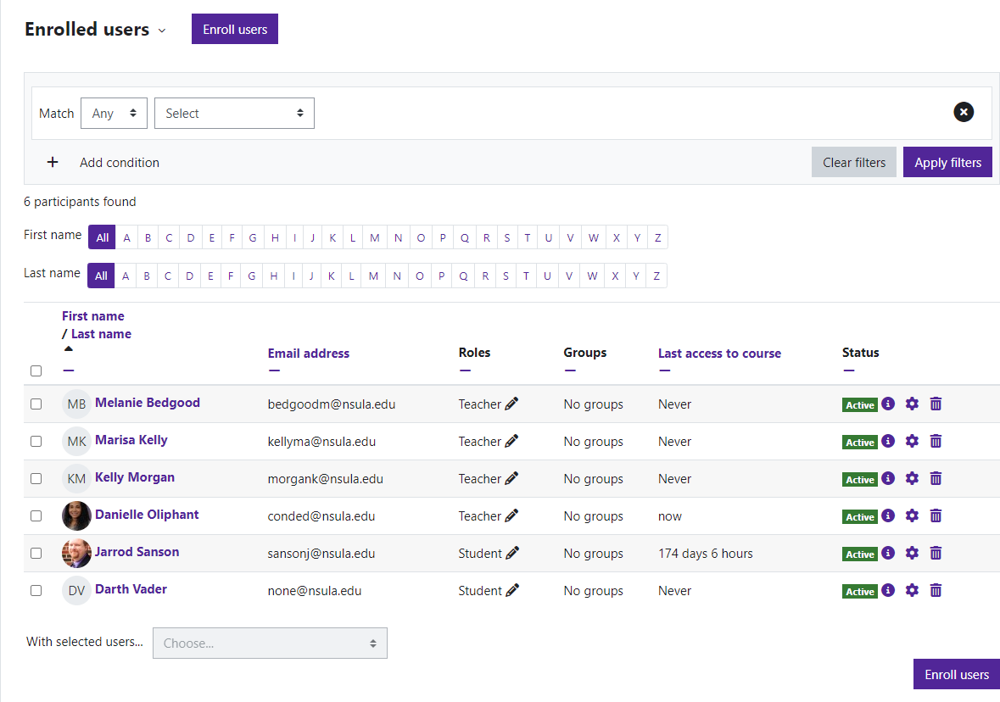 Enrolled users Enroll users
Match Any Select
Add condition Clear filters Apply filters
6 participants found
First name All A B C D E F G H I J K L M N O P Q R S T U V W X Y Z
Last name All A B C D E F G H I J K L M N O P Q R S T U V W X Y Z
First name
/ Last name
Email address Roles Groups Last access to course Status
MB Melanie Bedgood bedgoodm@nsula.edu Teacher No groups Never Active
MK Marisa Kelly kellyma@nsula.edu Teacher No groups Never Active
KM Kelly Morgan morgank@nsula.edu Teacher No groups Never Active
Danielle Oliphant conded@nsula.edu Teacher No groups now Active
Jarrod Sanson sansonj@nsula.edu Student No groups 174 days 6 hours Active
DV Darth Vader none@nsula.edu Student No groups Never Active
With selected users... Choose...
Enroll users